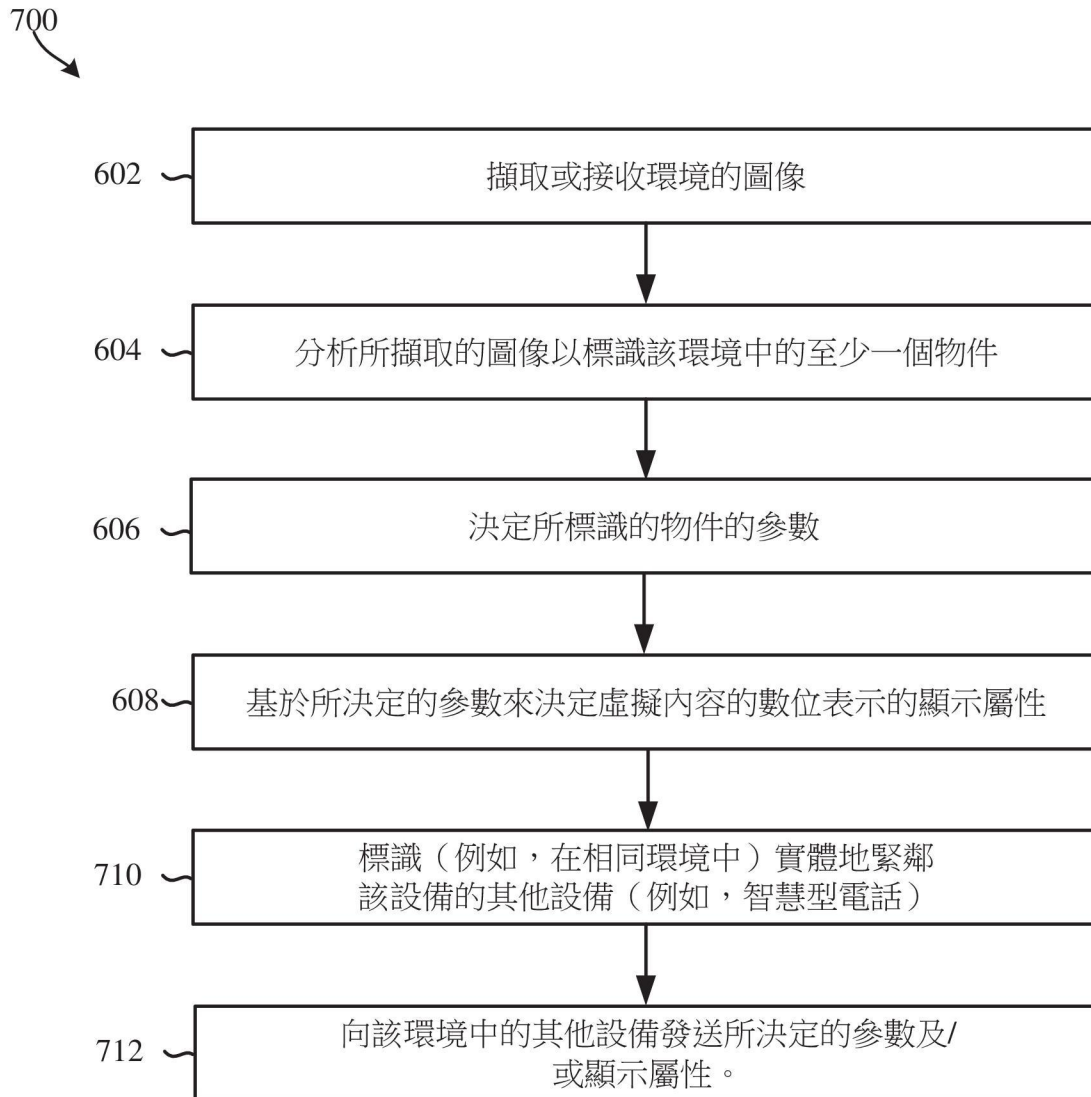 700
602
擷取或接收環境的圖像
604
分析所擷取的圖像以標識該環境中的至少一個物件
606
決定所標識的物件的參數
608
基於所決定的參數來決定虛擬內容的數位表示的顯示屬性
710
標識（例如，在相同環境中）實體地緊鄰
該設備的其他設備（例如，智慧型電話）
712
向該環境中的其他設備發送所決定的參數及/
或顯示屬性。